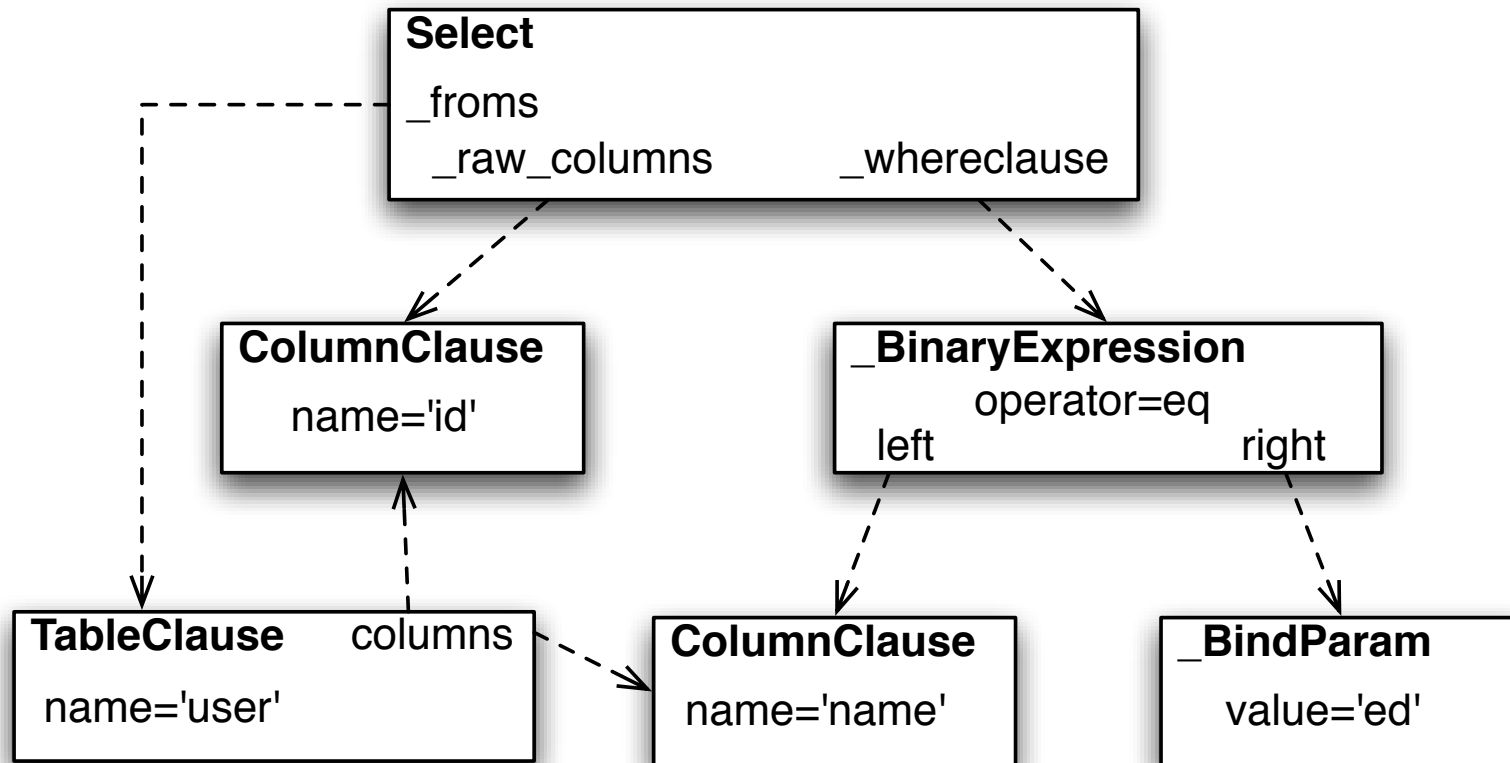 Select
_froms
_raw_columns _whereclause
ColumnClause
name='id'
_BinaryExpression
operator=eq
left right
TableClause columns
name='user'
ColumnClause
name='name'
_BindParam
value='ed'